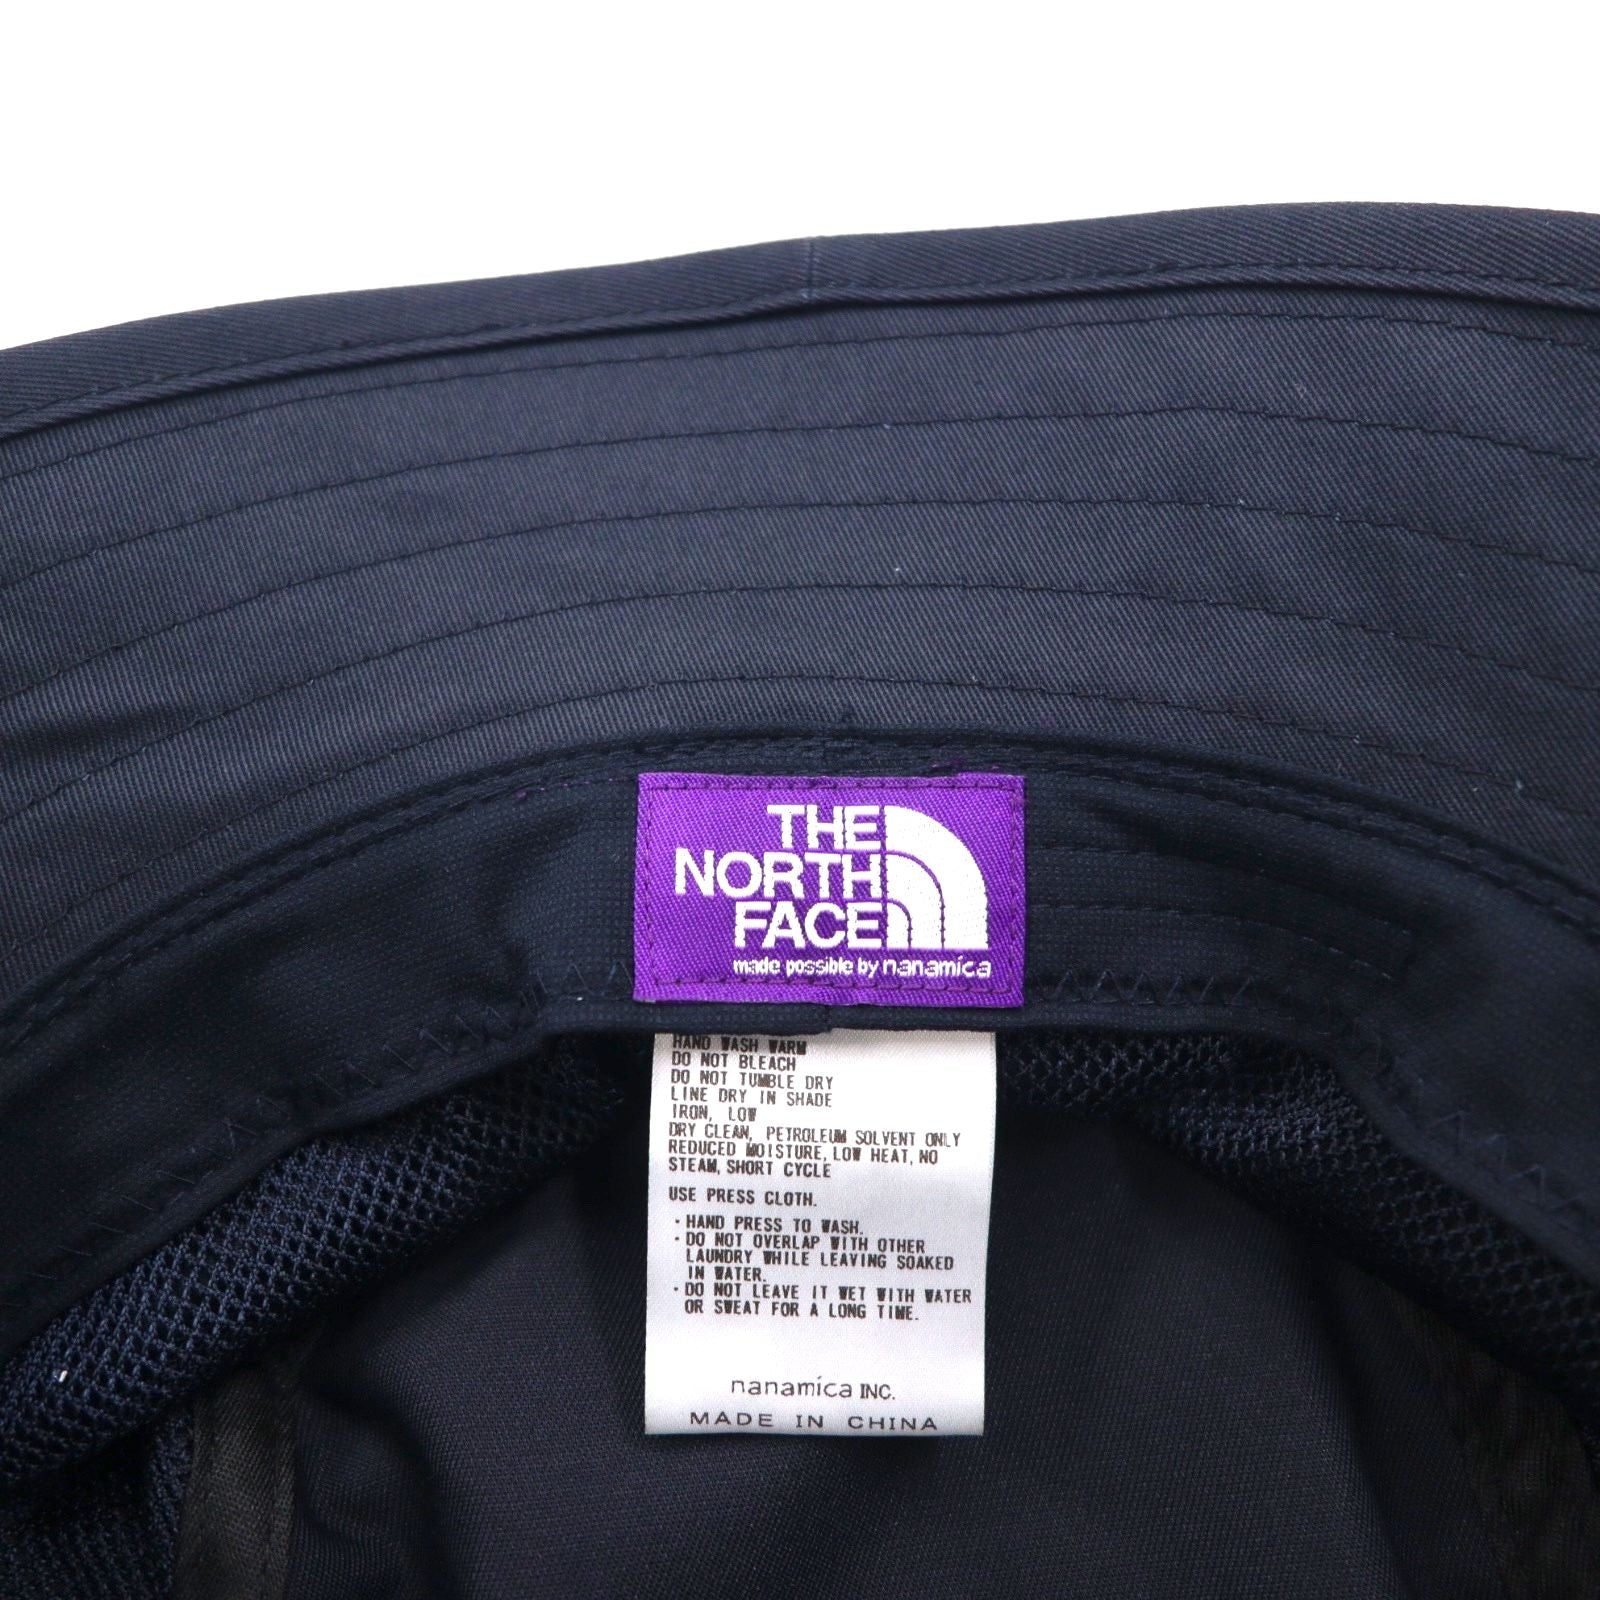 THE
NORTH
FACE
made possible by nanamica
HAND WASH WARM
DO NOT BLEACH
DO NOT TUMBLE DRY
LINE DRY IN SHADE
IRON, LOW
DRY CLEAN, PETROLEUM SOLVENT ONLY
REDUCED MOISTURE, LOW HEAT, NO
STEAM, SHORT CYCLE
USE PRESS CLOTH.
・HAND PRESS TO WASH.
・DO NOT OVERLAP WITH OTHER
LAUNDRY WHILE LEAVING SOAKED
IN WATER.
・DO NOT LEAVE IT WET WITH WATER
OR SWEAT FOR A LONG TIME.
nanamica INC.
MADE IN CHINA